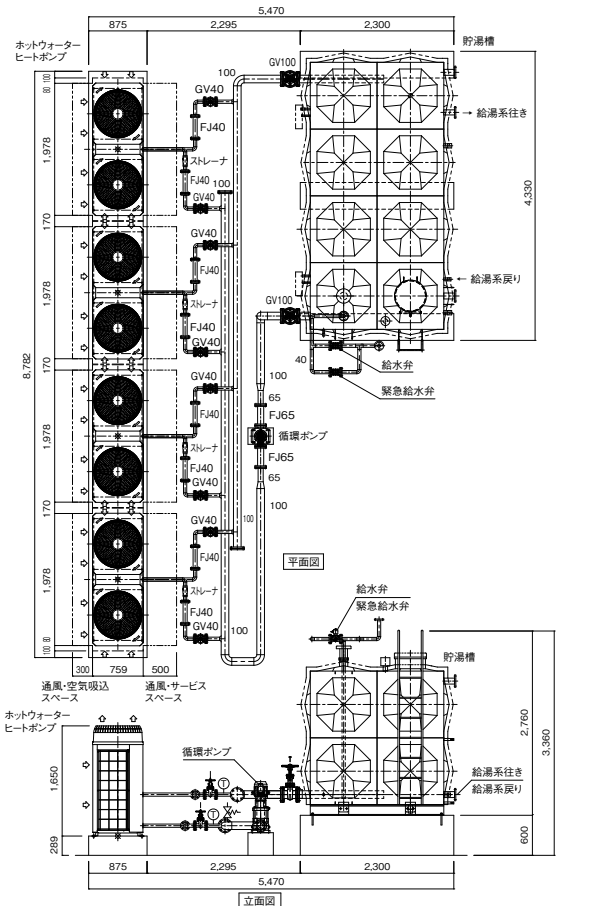 5,470
875
2,295
2,300
ホットウォーター
ヒートポンプ
貯湯槽
100
60
1,978
170
1,978
170
1,978
170
1,978
100
60
8,782
300
759
500
通風・空気吸込
スペース
通風・サービス
スペース
100
GV40
FJ40
ストレーナ
FJ40
GV40
100
GV40
FJ40
ストレーナ
FJ40
GV40
GV40
FJ40
ストレーナ
FJ40
GV40
100
GV40
FJ40
ストレーナ
FJ40
GV40
100
GV100
GV100
100
65
FJ65
循環ポンプ
FJ65
65
100
40
給水弁
緊急給水弁
給湯系往き
給湯系戻り
4,330
平面図
給水弁
緊急給水弁
貯湯槽
ホットウォーター
ヒートポンプ
循環ポンプ
T
T
給湯系往き
給湯系戻り
1,650
289
2,760
3,360
600
875
2,295
2,300
5,470
立面図